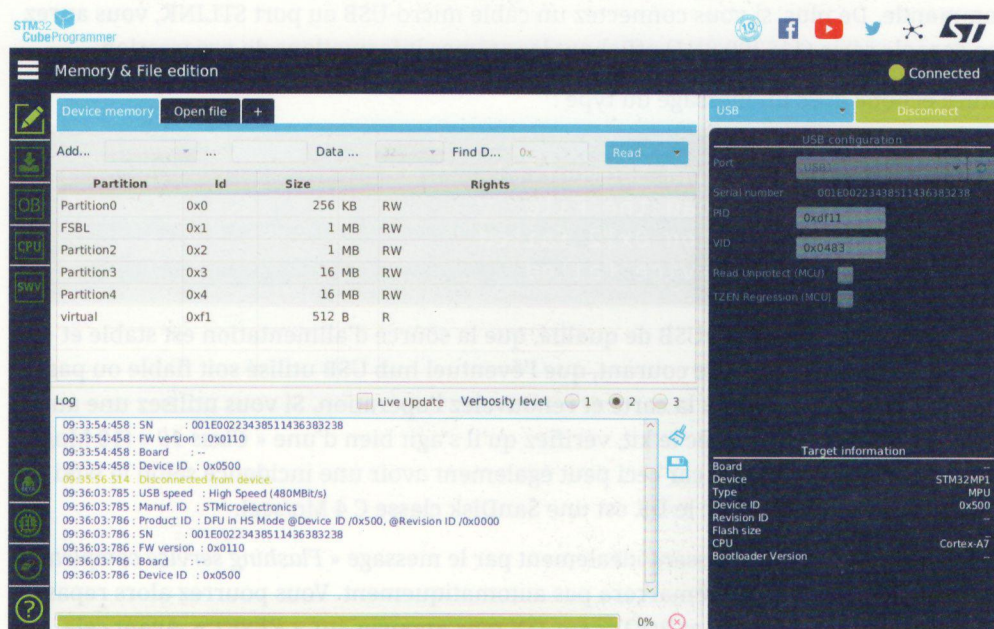 STM32
CubeProgrammer
10
ST
Memory & File edition
Connected
Device memory
Open file
+
USB
Disconnect
USB configuration
Add...
...
Data ...
32
Find D...
0x
Read
Port
USB1
Partition Id Size Rights
Partition0 0x0 256 KB RW
FSBL 0x1 1 MB RW
Partition2 0x2 1 MB RW
Partition3 0x3 16 MB RW
Partition4 0x4 16 MB RW
virtual 0xf1 512 B R
OB
CPU
SWV
Serial number 001E00223438511436383238
PID 0xdf11
VID 0x0483
Read Unprotect (MCU)
TZEN Regression (MCU)
Log
Live Update Verbosity level 1 2 3
09:33:54:458 : SN : 001E00223438511436383238
09:33:54:458 : FW version : 0x0110
09:33:54:458 : Board : --
09:33:54:458 : Device ID : 0x0500
09:35:56:514 : Disconnected from device.
09:36:03:785 : USB speed : High Speed (480MBit/s)
09:36:03:785 : Manuf. ID : STMicroelectronics
09:36:03:786 : Product ID : DFU in HS Mode @Device ID /0x500, @Revision ID /0x0000
09:36:03:786 : SN : 001E00223438511436383238
09:36:03:786 : FW version : 0x0110
09:36:03:786 : Board : --
09:36:03:786 : Device ID : 0x0500
0%
Target information
Board --
Device STM32MP1
Type MPU
Device ID 0x500
Revision ID --
Flash size --
CPU Cortex-A7
Bootloader Version --
?